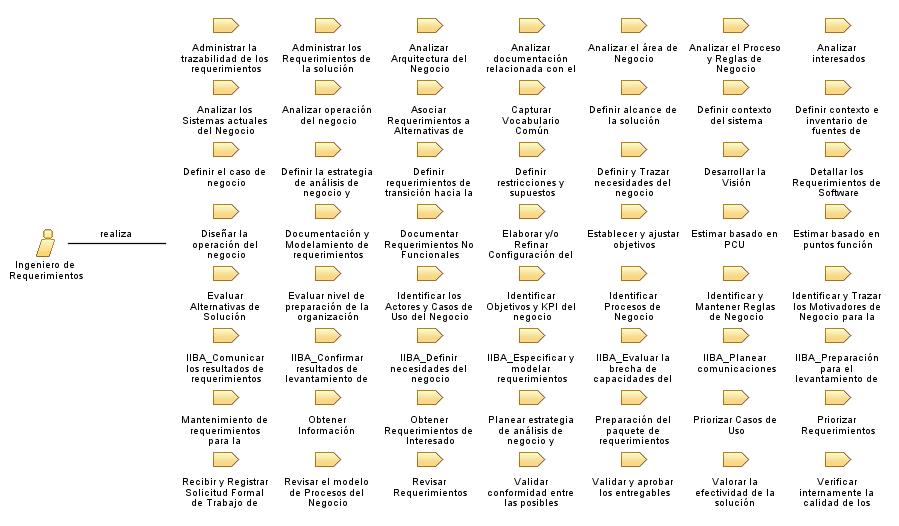 Administrar la
trazabilidad de los
requerimientos
Administrar los
Requerimientos de
la solución
Analizar
Arquitectura del
Negocio
Analizar
documentación
relacionada con el
Analizar el área de
Negocio
Analizar el Proceso
y Reglas de
Negocio
Analizar
interesados
Analizar los
Sistemas actuales
del Negocio
Analizar operación
del negocio
Asociar
Requerimientos a
Alternativas de
Capturar
Vocabulario
Común
Definir alcance de
la solución
Definir contexto
del sistema
Definir contexto e
inventario de
fuentes de
Definir el caso de
negocio
Definir la estrategia
de análisis de
negocio y
Definir
requerimientos de
transición hacia la
Definir
restricciones y
supuestos
Definir y Trazar
necesidades del
negocio
Desarrollar la
Visión
Detallar los
Requerimientos de
Software
realiza
Ingeniero de
Requerimientos
Diseñar la
operación del
negocio
Documentación y
Modelamiento de
requerimientos
Documentar
Requerimientos No
Funcionales
Elaborar y/o
Refinar
Configuración del
Establecer y ajustar
objetivos
Estimar basado en
PCU
Estimar basado en
puntos función
Evaluar
Alternativas de
Solución
Evaluar nivel de
preparación de la
organización
Identificar los
Actores y Casos de
Uso del Negocio
Identificar
Objetivos y KPI del
negocio
Identificar
Procesos de
Negocio
Identificar y
Mantener Reglas
de Negocio
Identificar y Trazar
los Motivadores de
Negocio para la
IIBA_Comunicar
los resultados de
requerimientos
IIBA_Confirmar
resultados de
levantamiento de
IIBA_Definir
necesidades del
negocio
IIBA_Especificar y
modelar
requerimientos
IIBA_Evaluar la
brecha de
capacidades del
IIBA_Planear
comunicaciones
IIBA_Preparación
para el
levantamiento de
Mantenimiento de
requerimientos
para la
Obtener
Información
Obtener
Requerimientos de
Interesado
Planear estrategia
de análisis de
negocio y
Preparación del
paquete de
requerimientos
Priorizar Casos de
Uso
Priorizar
Requerimientos
Recibir y Registrar
Solicitud Formal
de Trabajo de
Revisar el modelo
de Procesos del
Negocio
Revisar
Requerimientos
Validar
conformidad entre
las posibles
Validar y aprobar
los entregables
Valorar la
efectividad de la
solución
Verificar
internamente la
calidad de los